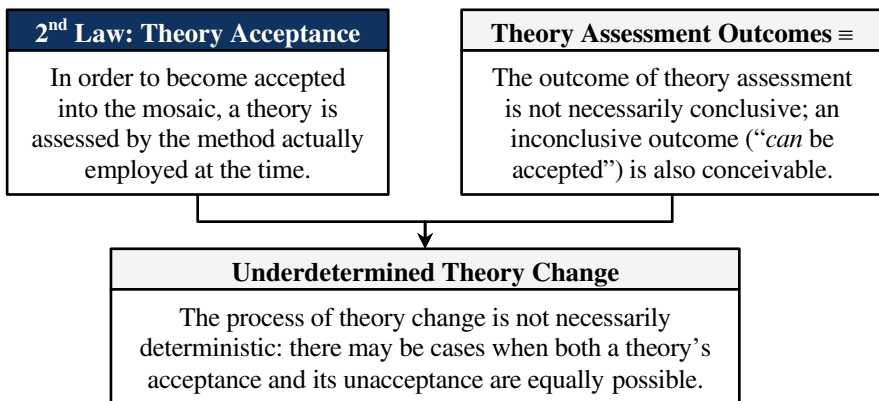 2nd Law: Theory Acceptance
In order to become accepted
into the mosaic, a theory is
assessed by the method actually
employed at the time.
Theory Assessment Outcomes ≡
The outcome of theory assessment
is not necessarily conclusive; an
inconclusive outcome (“can be
accepted”) is also conceivable.
Underdetermined Theory Change
The process of theory change is not necessarily
deterministic: there may be cases when both a theory’s
acceptance and its unacceptance are equally possible.